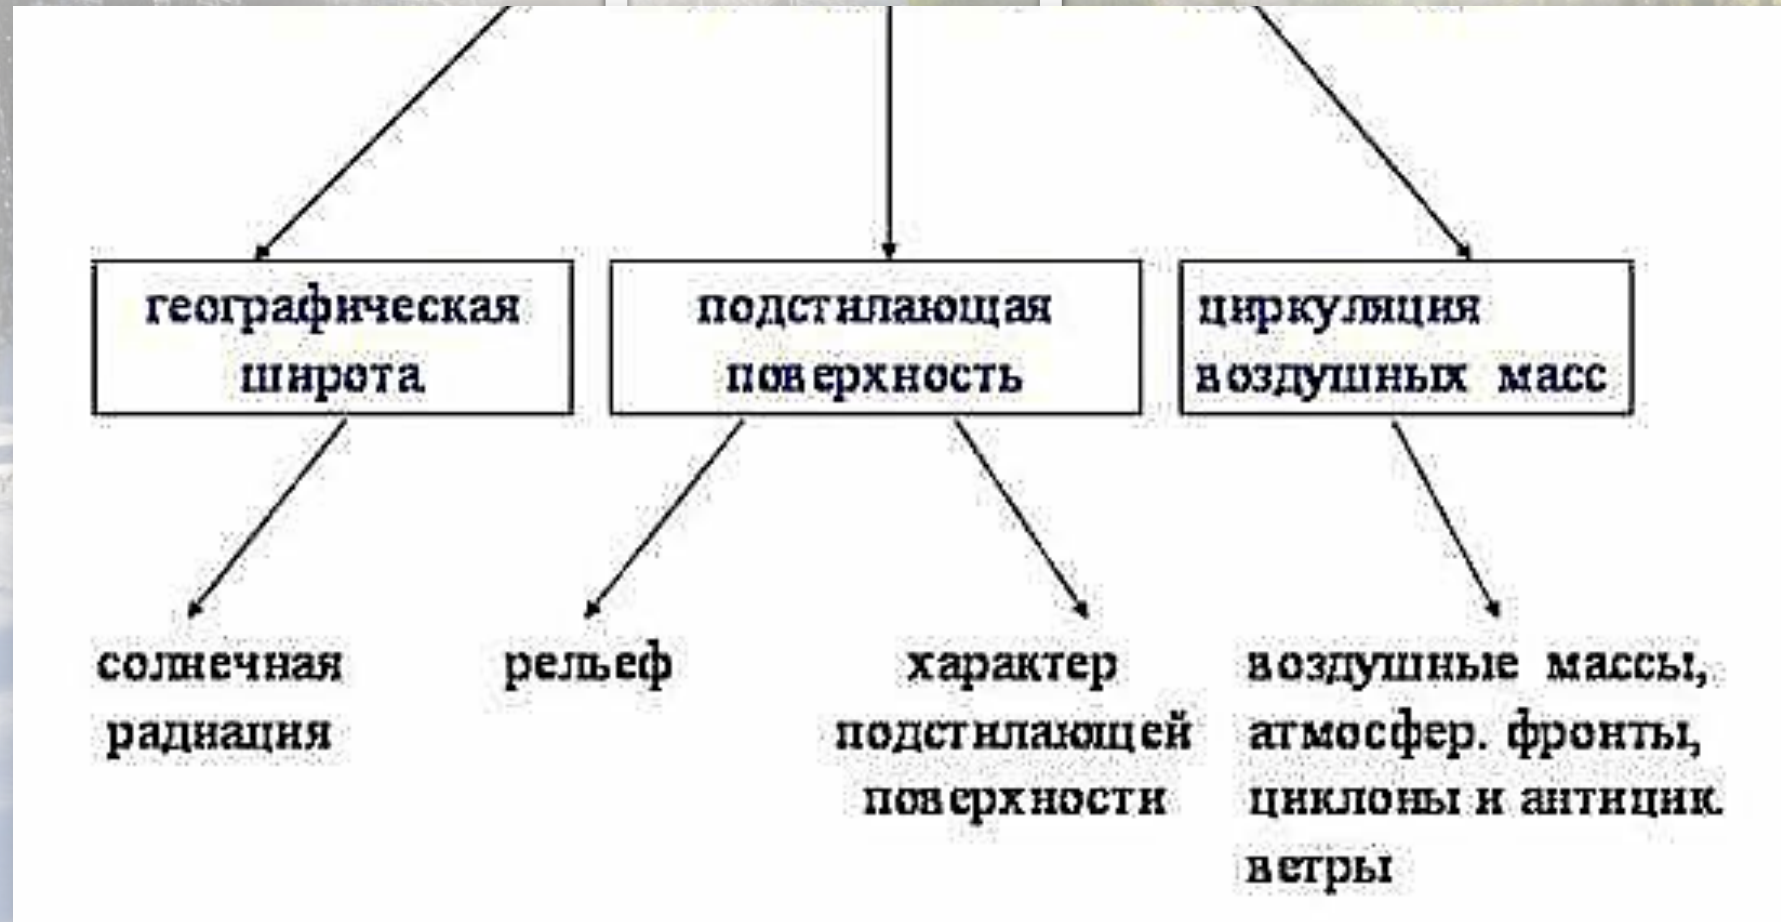 географическая
широта
подстилающая
поверхность
циркуляция
воздушных масс
солнечная
радиация
рельеф
характер
подстилающей
поверхности
воздушные массы,
атмосфер. фронты,
циклоны и антицик.
ветры